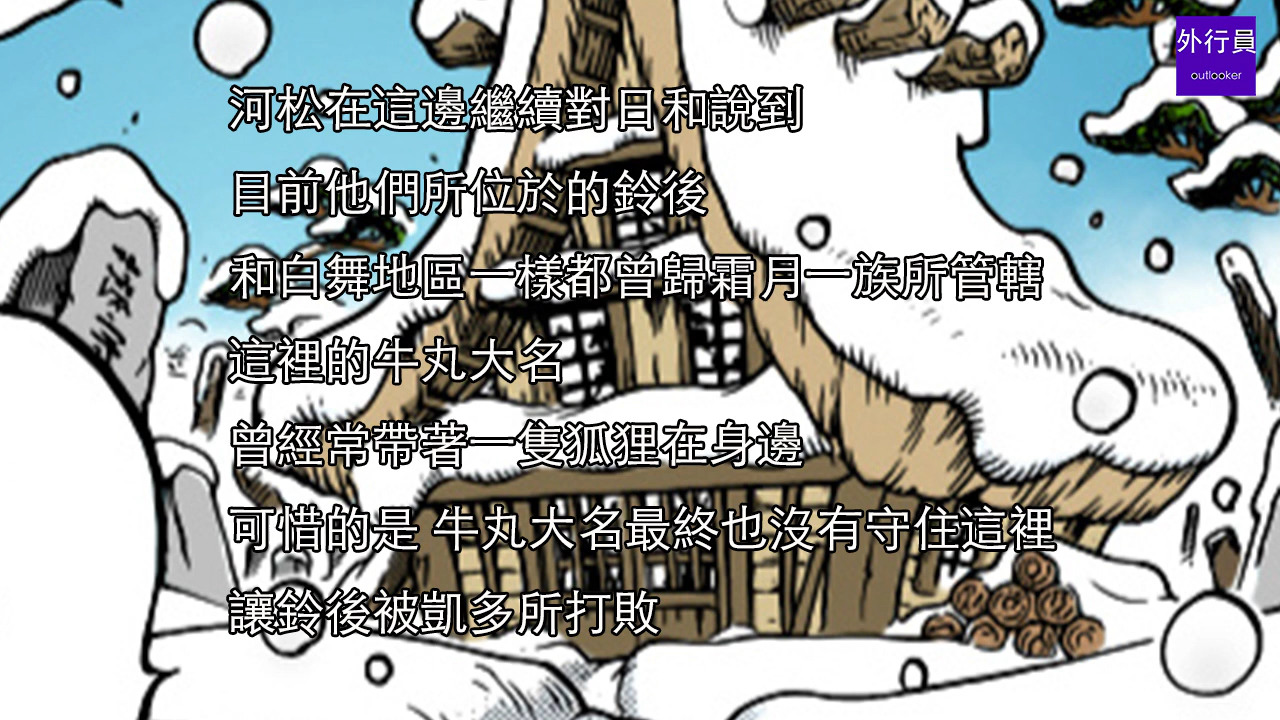 外行員
outlooker
河松在這邊繼續對日和說到
目前他們所位於的鈴後
和白舞地區一樣都曾歸霜月一族所管轄
這裡的牛丸大名
曾經常帶著一隻狐狸在身邊
可惜的是 牛丸大名最終也沒有守住這裡
讓鈴後被凱多所打敗